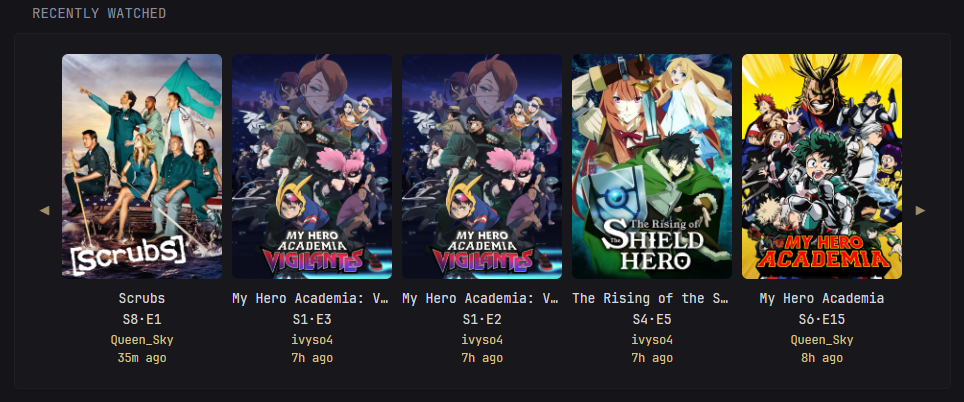 RECENTLY WATCHED
[scrubs]
MY HERO
ACADEMIA
VIGILANTES
MY HERO
ACADEMIA
VIGILANTES
The Rising of
The SHIELD
HERO
MY HERO
ACADEMIA
◀
▶
Scrubs
My Hero Academia: V…
My Hero Academia: V…
The Rising of the S…
My Hero Academia
S8·E1
S1·E3
S1·E2
S4·E5
S6·E15
Queen_Sky
ivyso4
ivyso4
ivyso4
Queen_Sky
35m ago
7h ago
7h ago
7h ago
8h ago